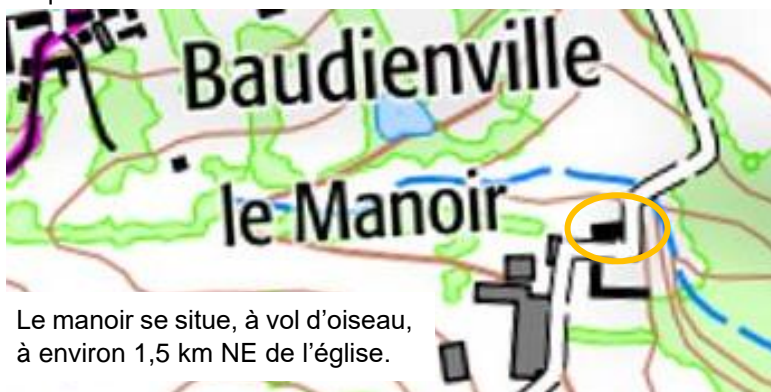 Baudienville
le Manoir
Le manoir se situe, à vol d'oiseau,
à environ 1,5 km NE de l'église.